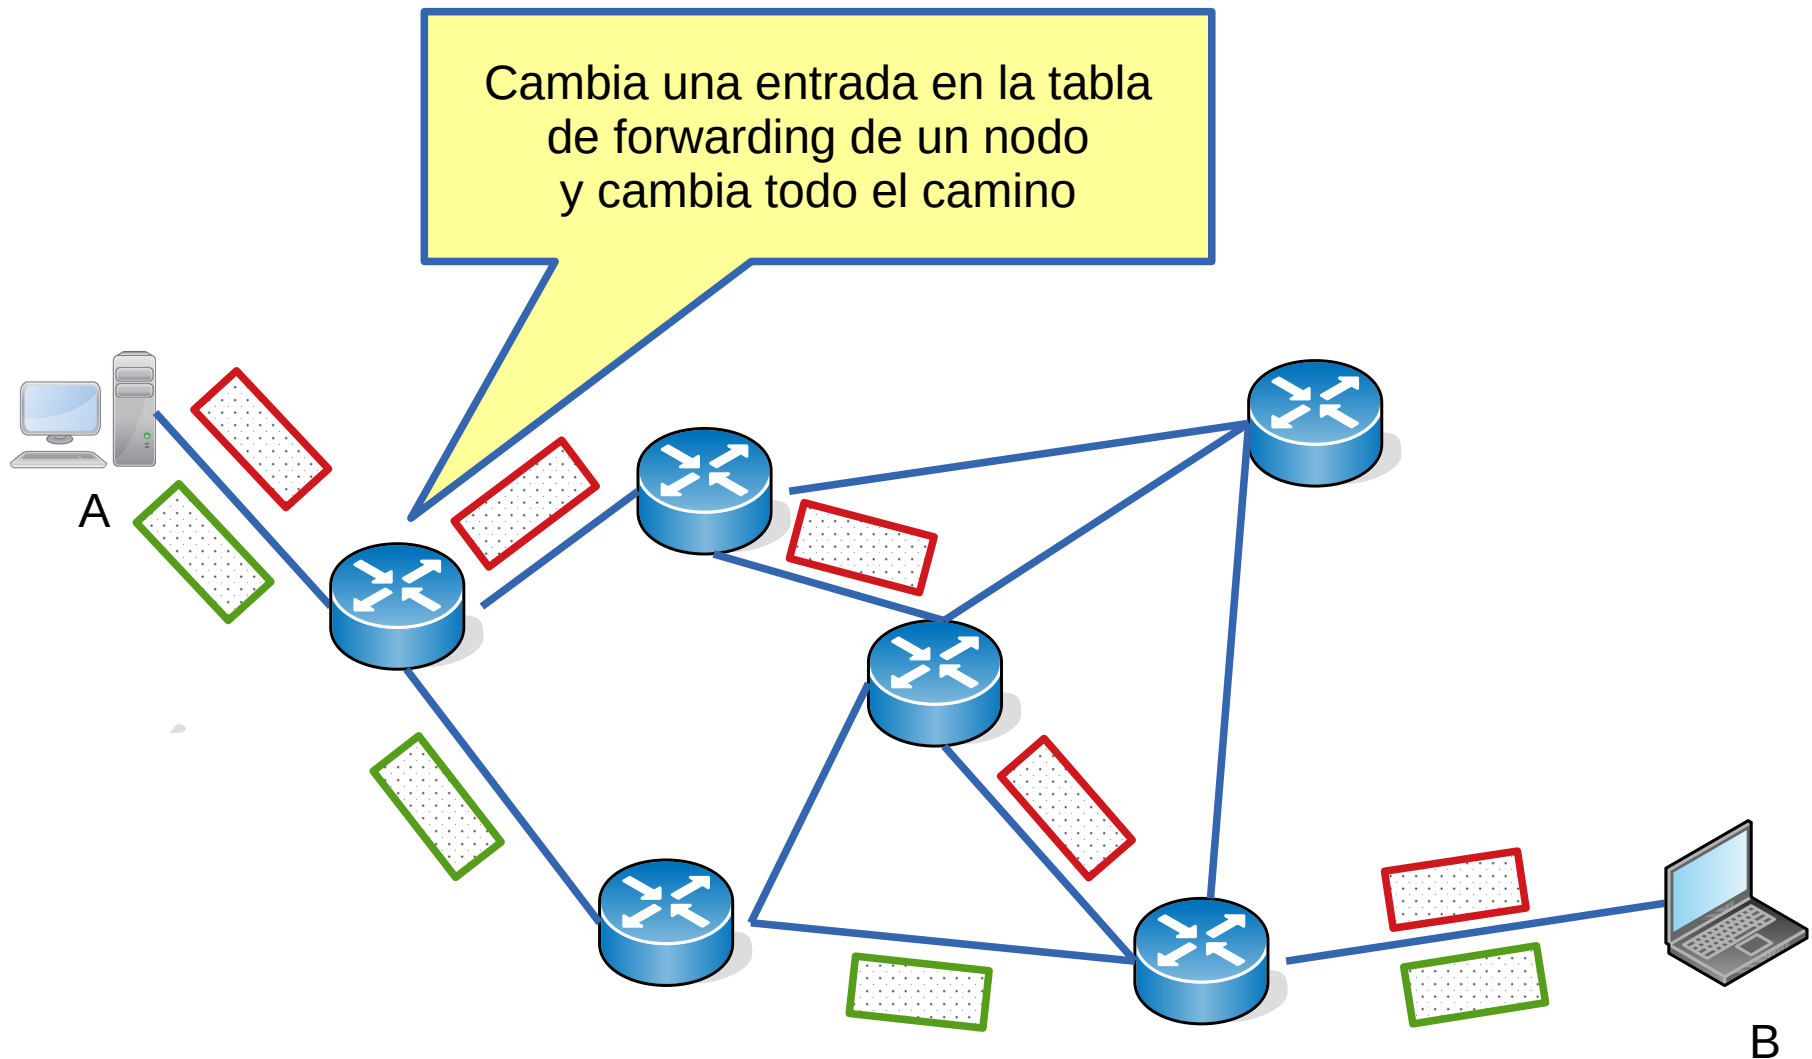 Cambia una entrada en la tabla
de forwarding de un nodo
y cambia todo el camino
A
B